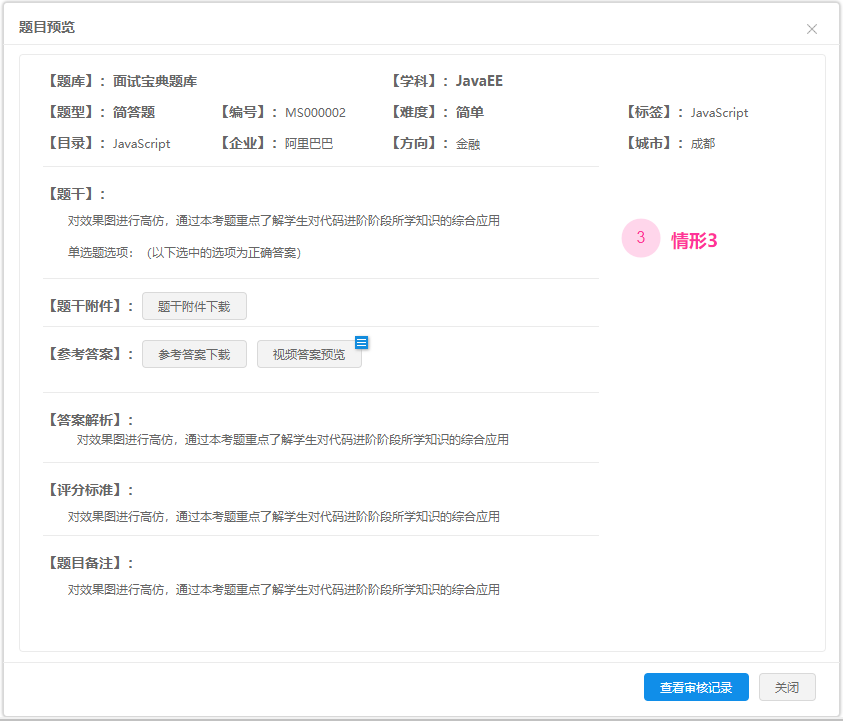 题目预览
【题库】： 面试宝典题库 【学科】： JavaEE
【题型】： 简答题 【编号】： MS000002 【难度】： 简单 【标签】： JavaScript
【目录】： JavaScript 【企业】： 阿里巴巴 【方向】： 金融 【城市】： 成都
【题干】：
对效果图进行高仿，通过本考题重点了解学生对代码进阶阶段所学知识的综合应用
3 情形3
单选题选项：（以下选中的选项为正确答案）
【题干附件】： 题干附件下载
【参考答案】： 参考答案下载 视频答案预览
【答案解析】：
对效果图进行高仿，通过本考题重点了解学生对代码进阶阶段所学知识的综合应用
【评分标准】：
对效果图进行高仿，通过本考题重点了解学生对代码进阶阶段所学知识的综合应用
【题目备注】：
对效果图进行高仿，通过本考题重点了解学生对代码进阶阶段所学知识的综合应用
查看审核记录 关闭